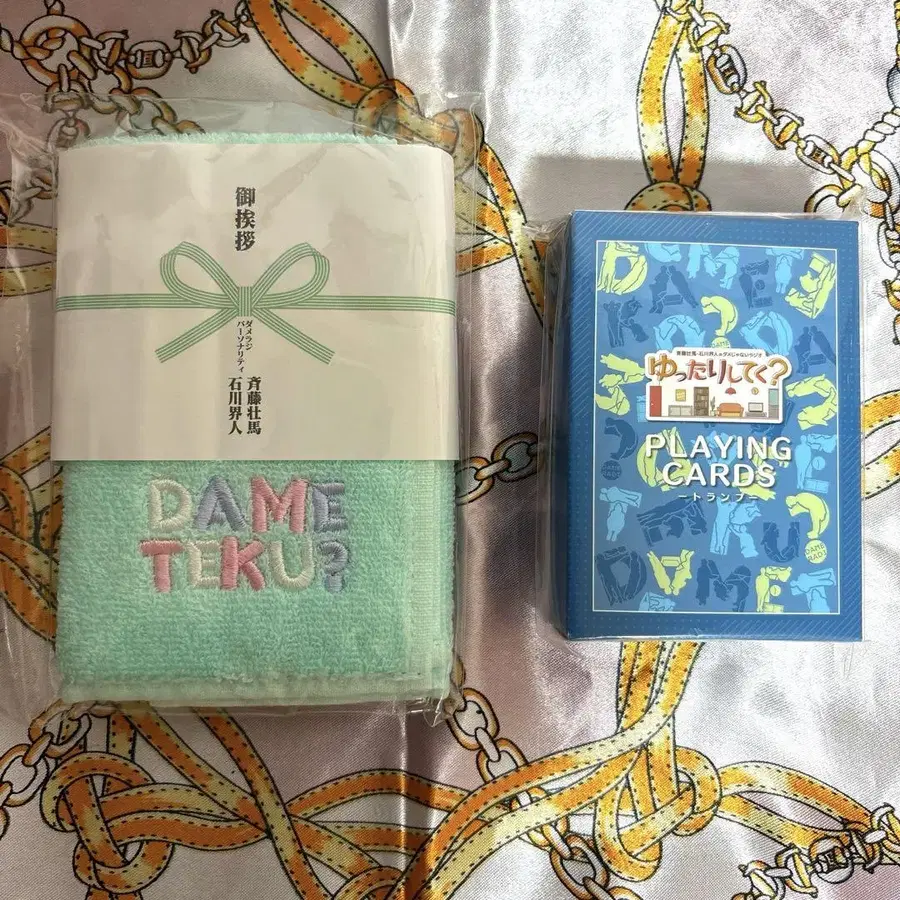 御挨拶
ダメラジ
パーソナリティ
斉藤壮馬
石川界人
DAME
TEKU?
斉藤壮馬・石川界人のダメじゃないラジオ
ゆったりしてく?
PLAYING
CARDS
ートランプー
DAME
RADI